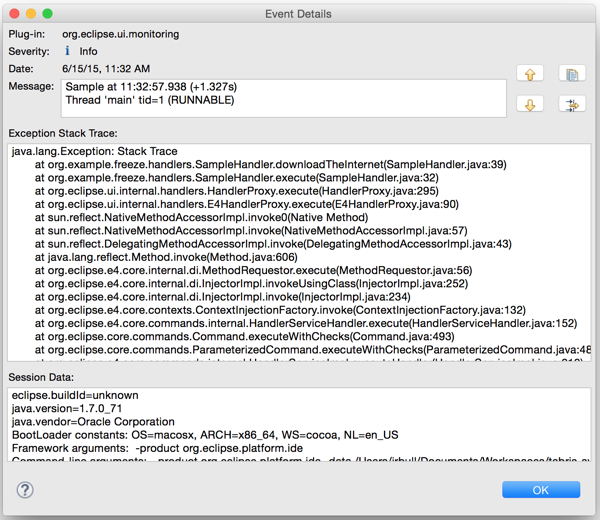 Event Details
Plug-in: org.eclipse.ui.monitoring
Severity: Info
Date: 6/15/15, 11:32 AM
Message: Sample at 11:32:57.938 (+1.327s)
Thread 'main' tid=1 (RUNNABLE)
Exception Stack Trace:
java.lang.Exception: Stack Trace
at org.example.freeze.handlers.SampleHandler.downloadTheInternet(SampleHandler.java:39)
at org.example.freeze.handlers.SampleHandler.execute(SampleHandler.java:32)
at org.eclipse.ui.internal.handlers.HandlerProxy.execute(HandlerProxy.java:295)
at org.eclipse.ui.internal.handlers.E4HandlerProxy.execute(E4HandlerProxy.java:90)
at sun.reflect.NativeMethodAccessorImpl.invoke0(Native Method)
at sun.reflect.NativeMethodAccessorImpl.invoke(NativeMethodAccessorImpl.java:57)
at sun.reflect.DelegatingMethodAccessorImpl.invoke(DelegatingMethodAccessorImpl.java:43)
at java.lang.reflect.Method.invoke(Method.java:606)
at org.eclipse.e4.core.internal.di.MethodRequestor.execute(MethodRequestor.java:56)
at org.eclipse.e4.core.internal.di.InjectorImpl.invokeUsingClass(InjectorImpl.java:252)
at org.eclipse.e4.core.internal.di.InjectorImpl.invoke(InjectorImpl.java:234)
at org.eclipse.e4.core.contexts.ContextInjectionFactory.invoke(ContextInjectionFactory.java:132)
at org.eclipse.e4.core.commands.internal.HandlerServiceHandler.execute(HandlerServiceHandler.java:152)
at org.eclipse.core.commands.Command.executeWithChecks(Command.java:493)
at org.eclipse.core.commands.ParameterizedCommand.executeWithChecks(ParameterizedCommand.java:48
Session Data:
eclipse.buildId=unknown
java.version=1.7.0_71
java.vendor=Oracle Corporation
BootLoader constants: OS=macosx, ARCH=x86_64, WS=cocoa, NL=en_US
Framework arguments: -product org.eclipse.platform.ide
Command-line arguments: -product org.eclipse.platform.ide -data
OK